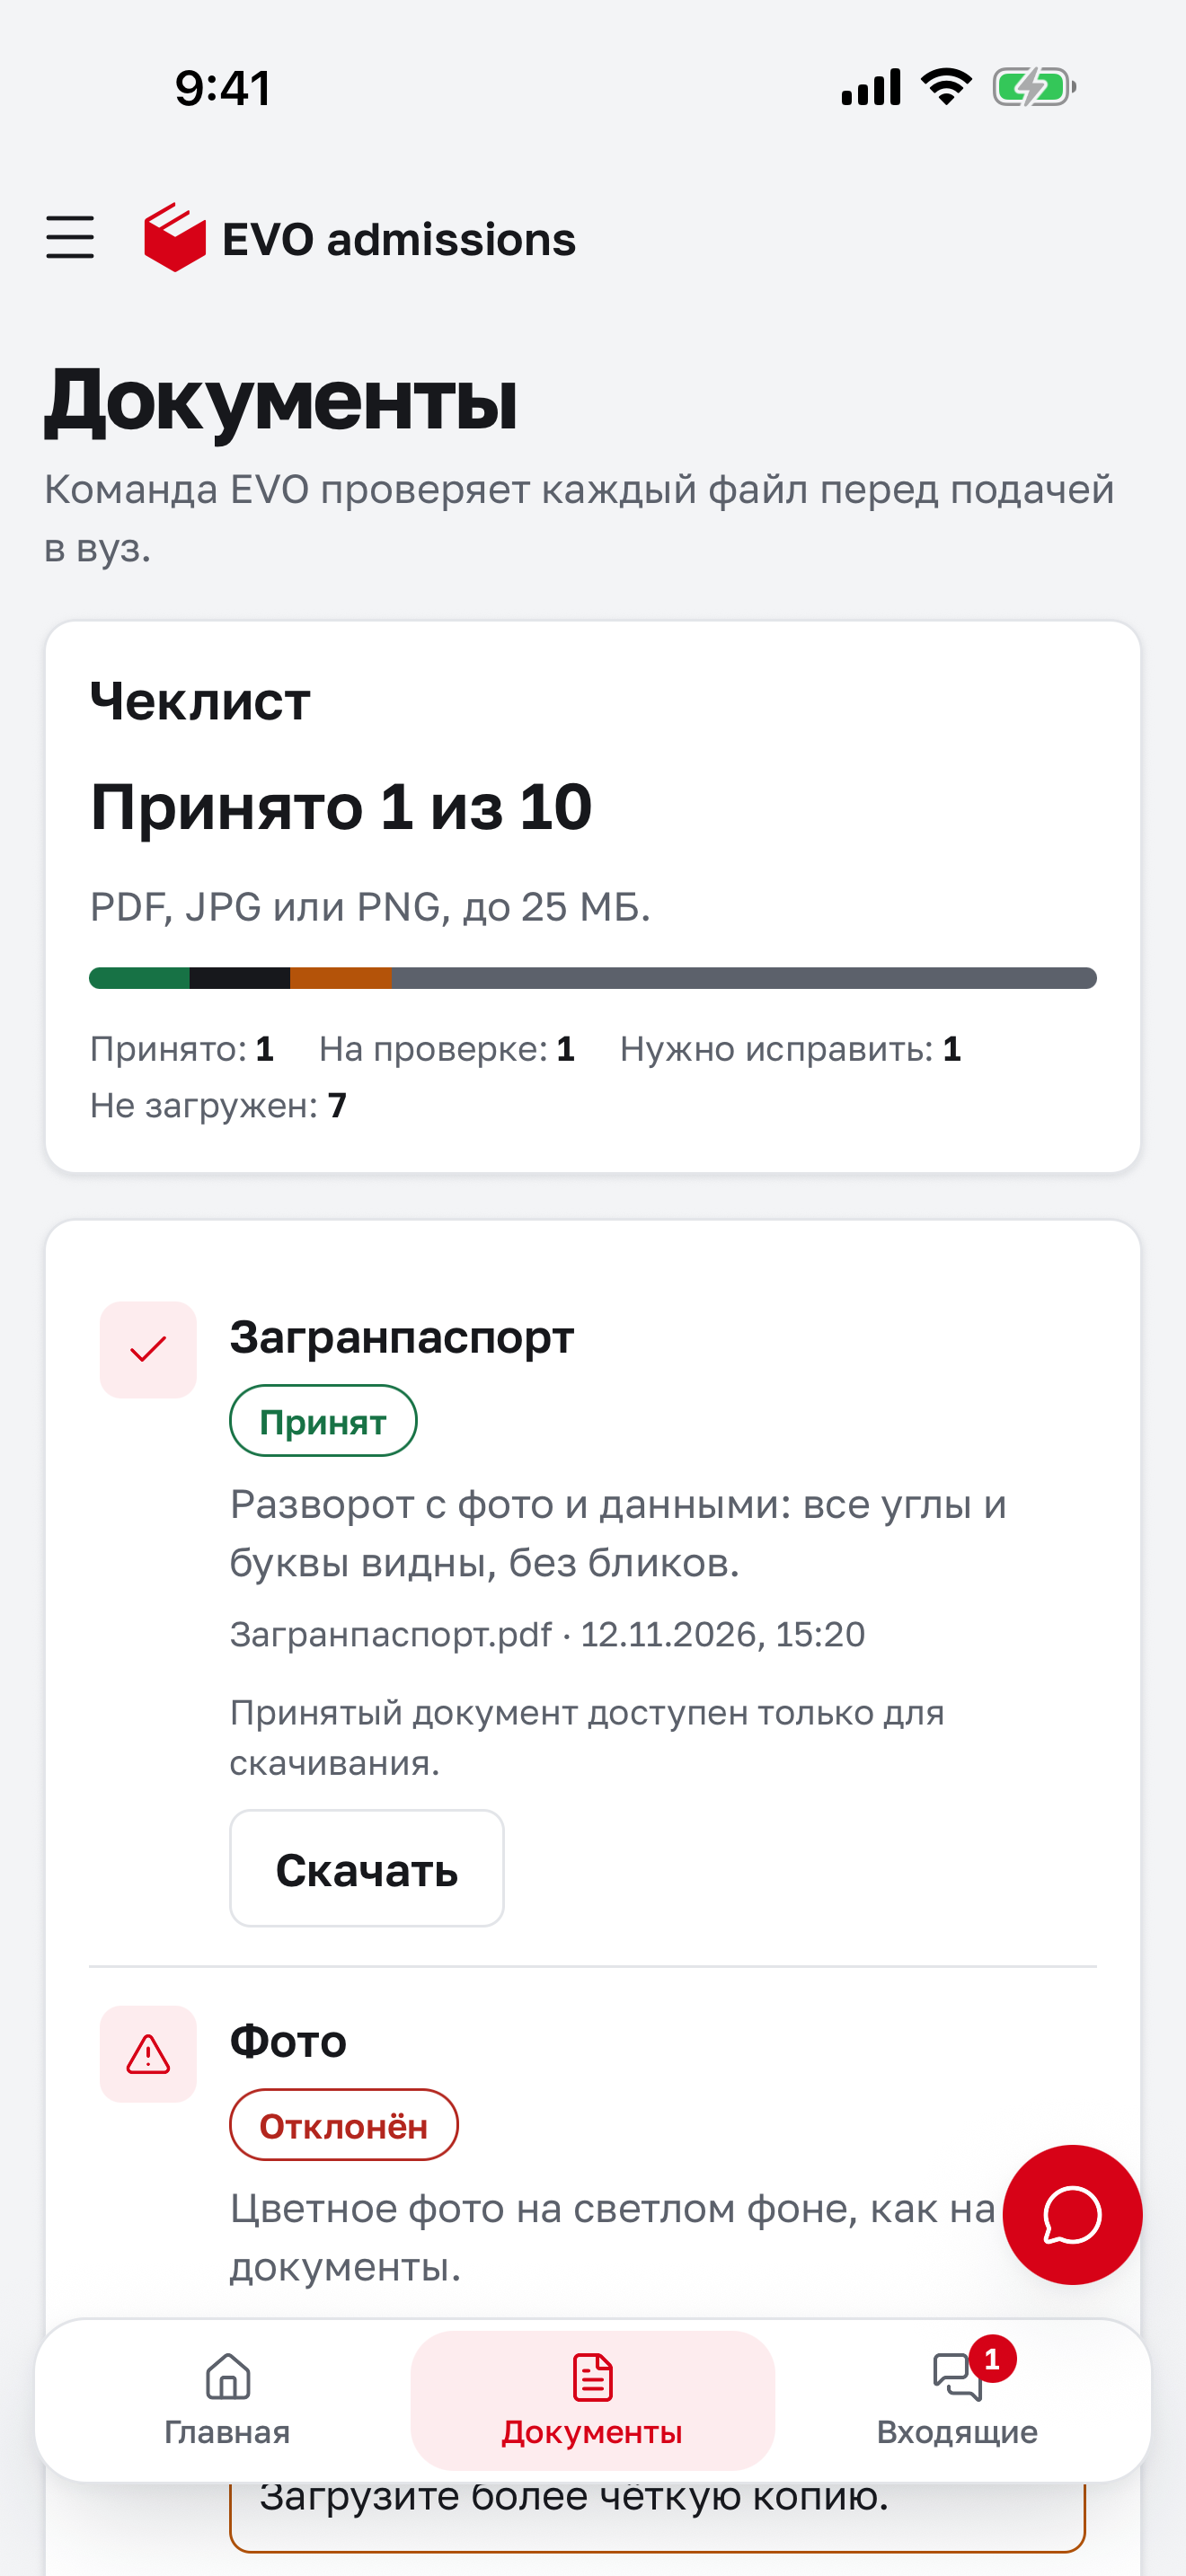 9:41
EVO admissions
Документы
Команда EVO проверяет каждый файл перед подачей
в вуз.
Чеклист
Принято 1 из 10
PDF, JPG или PNG, до 25 МБ.
Принято: 1 На проверке: 1 Нужно исправить: 1
Не загружен: 7
Загранпаспорт
Принят
Разворот с фото и данными: все углы и
буквы видны, без бликов.
Загранпаспорт.pdf · 12.11.2026, 15:20
Принятый документ доступен только для
скачивания.
Скачать
Фото
Отклонён
Цветное фото на светлом фоне, как на
документы.
1
Главная Документы Входящие
Загрузите более чёткую копию.